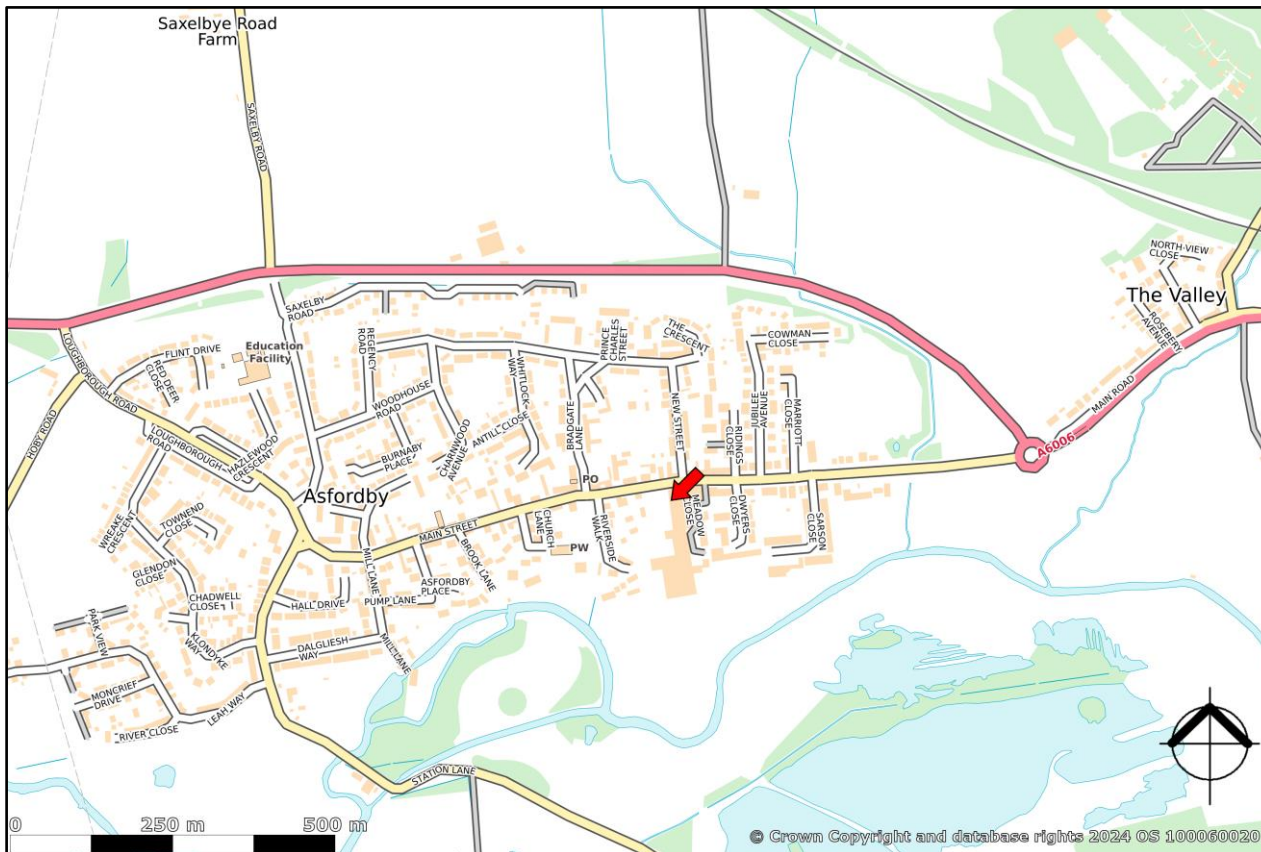 Saxelbye Road
Farm
SAXELBY ROAD
NORTH VIEW
CLOSE
The Valley
ROSEBERY
AVENUE
MAIN ROAD
A6006
SAXELBY
ROAD
LOUGHBOROUGH ROAD
FLINT DRIVE
RED DEER
CLOSE
Education
Facility
REGENCY
ROAD
PRINCE
CHARLES
STREET
THE
CRESCENT
COWMAN
CLOSE
HOBY ROAD
WOODHOUSE
ROAD
WHITLOCK
WAY
BRADGATE
LANE
NEW STREET
JUBILEE
AVENUE
MARRIOTT
CLOSE
RIDINGS
CLOSE
LOUGHBOROUGH
ROAD
HAZLEWOOD
CRESCENT
BURNABY
PLACE
CHARNWOOD
AVENUE
ANTILL CLOSE
Asfordby
PO
MAIN STREET
WREAKE
CRESCENT
TOWNEND
CLOSE
GLENDON
CLOSE
MILL LANE
CHURCH
LANE
PW
RIVERSIDE
WALK
MEADOW
CLOSE
DWYERS
CLOSE
SARSON
CLOSE
BROOK LANE
ASFORDBY
PLACE
PUMP LANE
HALL DRIVE
CHADWELL
CLOSE
KLONDYKE
WAY
DALGLIESH
WAY
MILL LANE
PARK VIEW
MONCRIEF
DRIVE
LEAH WAY
RIVER CLOSE
STATION LANE
0 250 m 500 m
© Crown Copyright and database rights 2024 OS 100060020